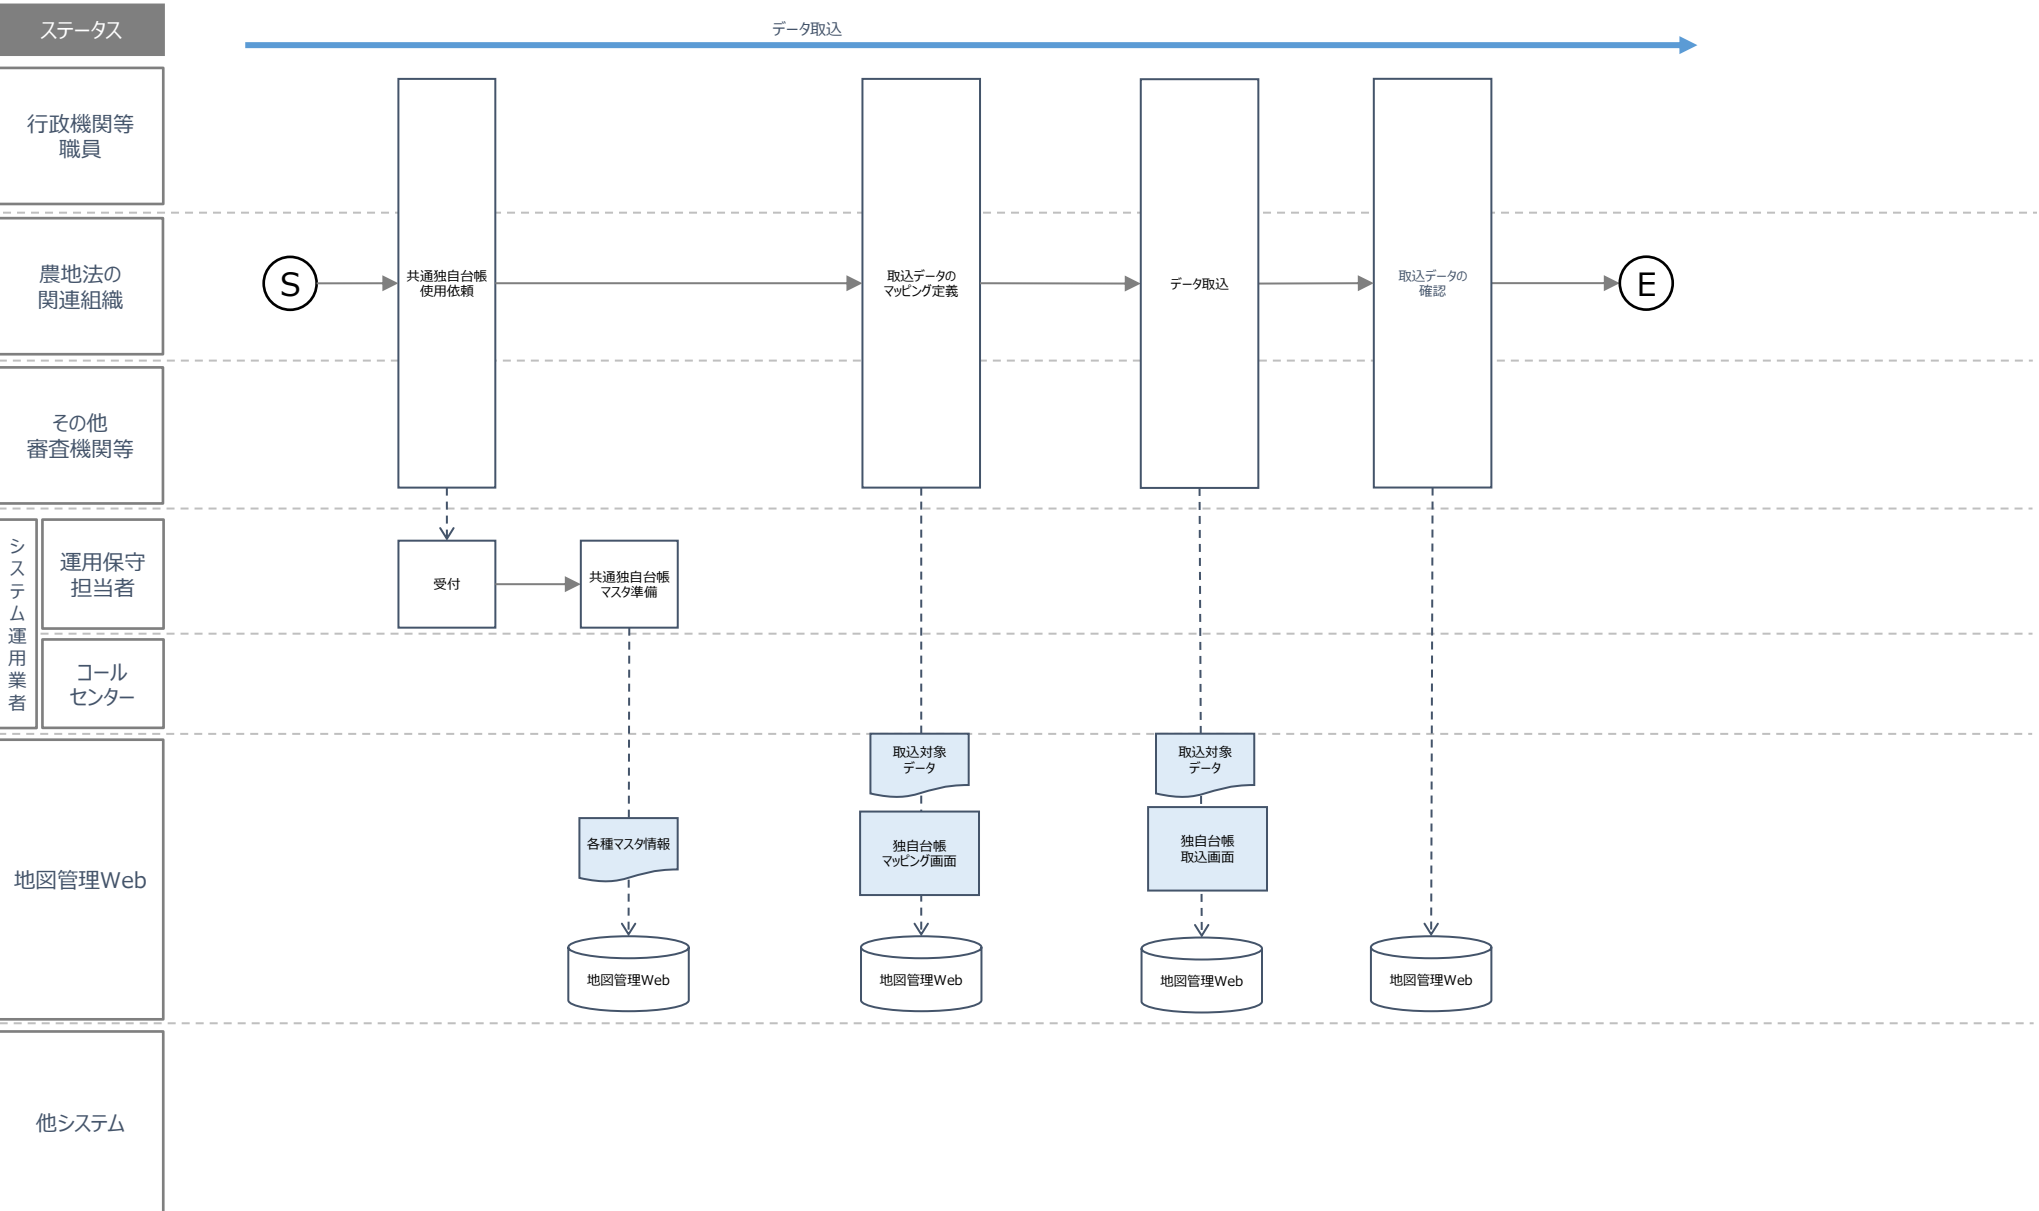 ステータス
データ取込
行政機関等
職員
農地法の
関連組織
S
共通独自台帳
使用依頼
取込データの
マッピング定義
データ取込
取込データの
確認
E
その他
審査機関等
システム運用業者
運用保守
担当者
受付
共通独自台帳
マスタ準備
コール
センター
地図管理Web
取込対象
データ
取込対象
データ
各種マスタ情報
独自台帳
マッピング画面
独自台帳
取込画面
地図管理Web
地図管理Web
地図管理Web
地図管理Web
他システム